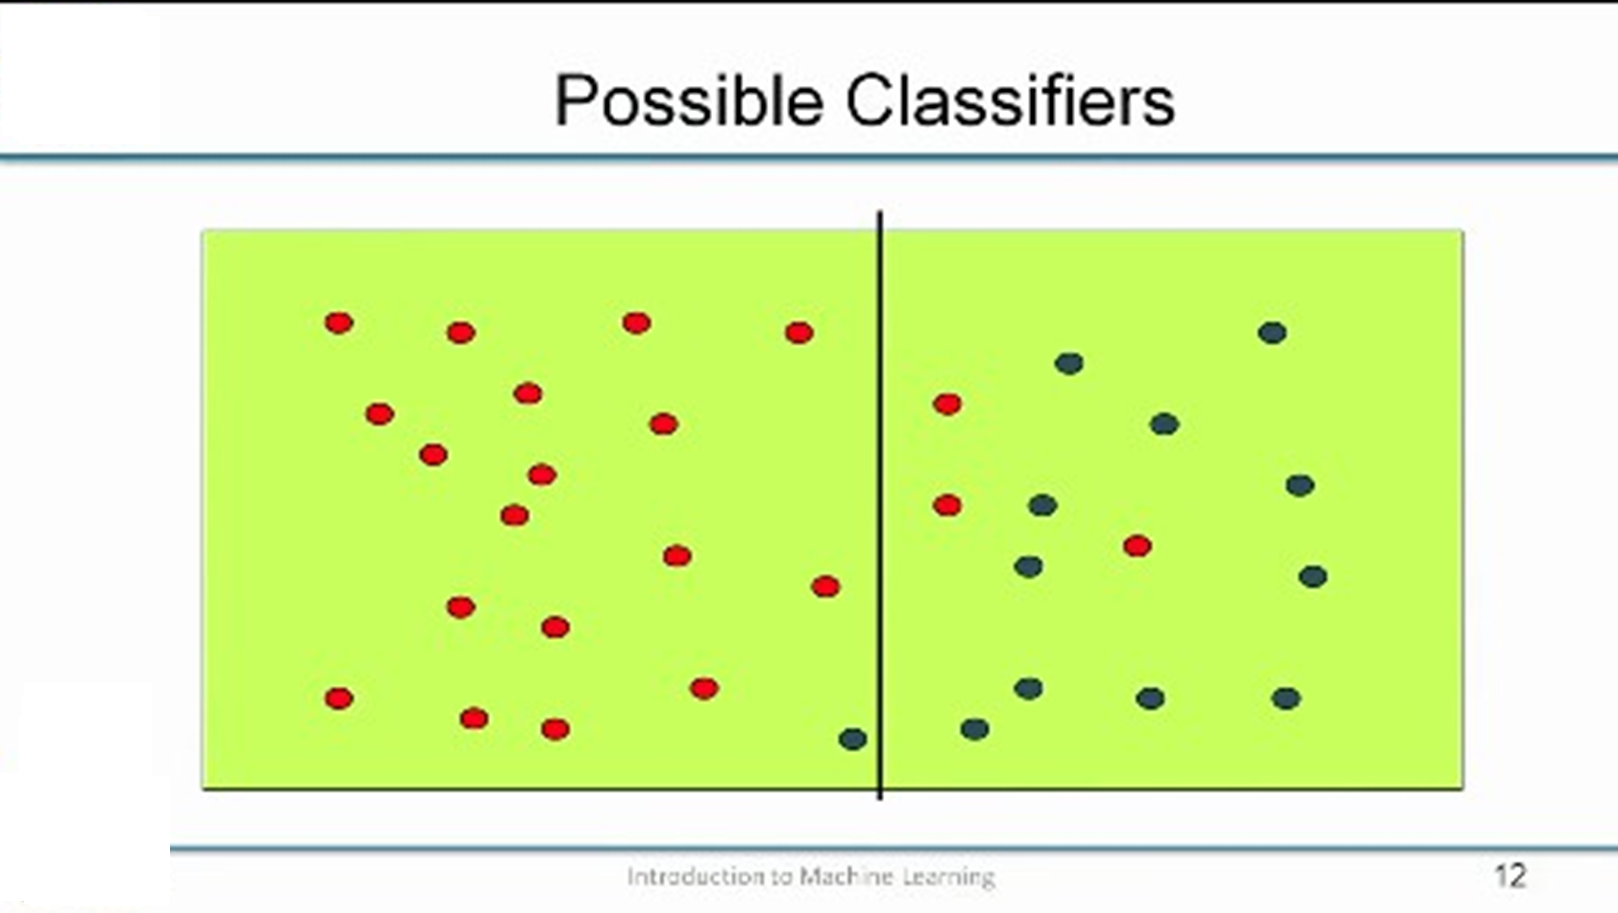 Possible Classifiers
Introduction to Machine Learning
12